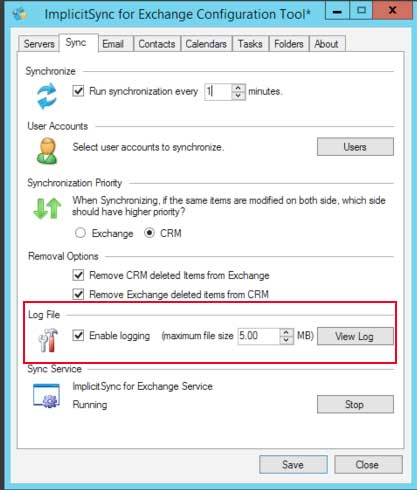 ImplicitSync for Exchange Configuration Tool*
Servers Sync Email Contacts Calendars Tasks Folders About
Synchronize
Run synchronization every 1 minutes.
User Accounts
Select user accounts to synchronize. Users
Synchronization Priority
When Synchronizing, if the same items are modified on both side, which side
should have higher priority?
Exchange CRM
Removal Options
Remove CRM deleted Items from Exchange
Remove Exchange deleted items from CRM
Log File
Enable logging (maximum file size 5.00 MB) View Log
Sync Service
ImplicitSync for Exchange Service
Running Stop
Save Close